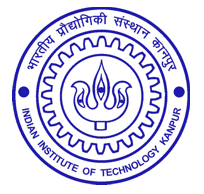 भारतीय प्रौद्योगिकी संस्थान कानपुर
INDIAN INSTITUTE OF TECHNOLOGY KANPUR